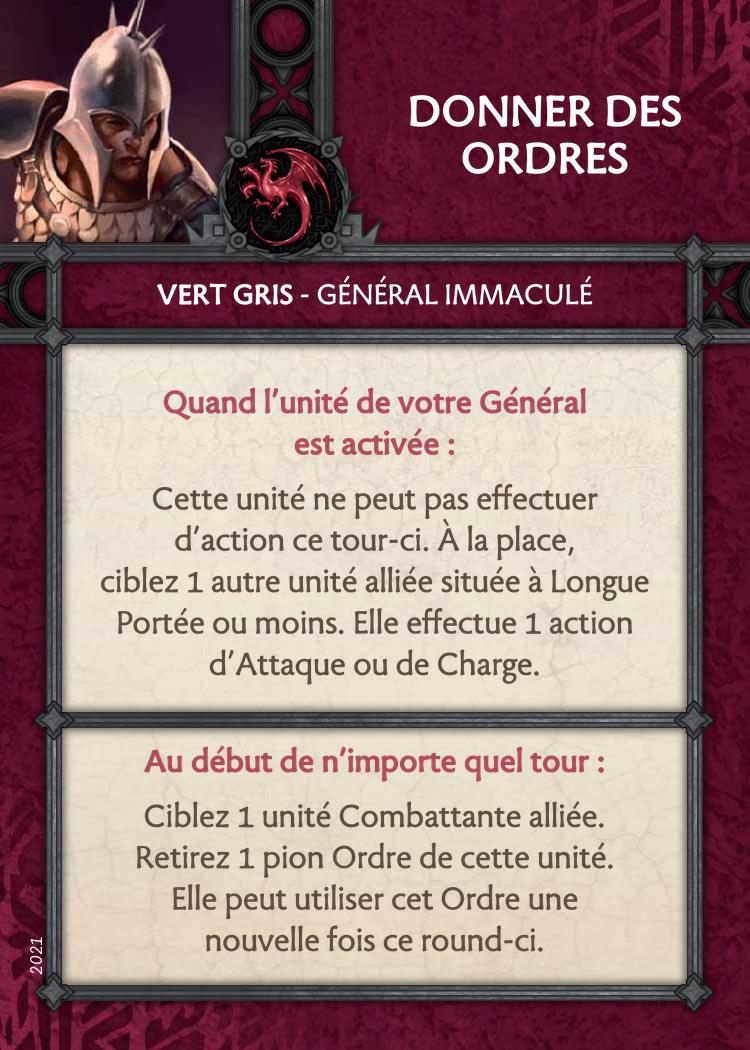 DONNER DES
ORDRES
VERT GRIS - GÉNÉRAL IMMACULÉ
Quand l'unité de votre Général
est activée :
Cette unité ne peut pas effectuer
d'action ce tour-ci. À la place,
ciblez 1 autre unité alliée située à Longue
Portée ou moins. Elle effectue 1 action
d'Attaque ou de Charge.
Au début de n'importe quel tour :
Ciblez 1 unité Combattante alliée.
Retirez 1 pion Ordre de cette unité.
Elle peut utiliser cet Ordre une
nouvelle fois ce round-ci.
2021